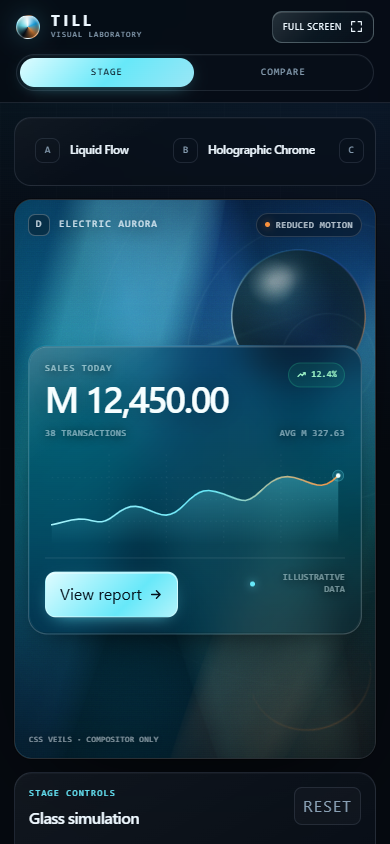 TILL
VISUAL LABORATORY
FULL SCREEN
STAGE
COMPARE
A
Liquid Flow
B
Holographic Chrome
C
D
ELECTRIC AURORA
REDUCED MOTION
SALES TODAY
12.4%
M 12,450.00
38 TRANSACTIONS
AVG M 327.63
View report →
ILLUSTRATIVE
DATA
CSS VEILS · COMPOSITOR ONLY
STAGE CONTROLS
Glass simulation
RESET